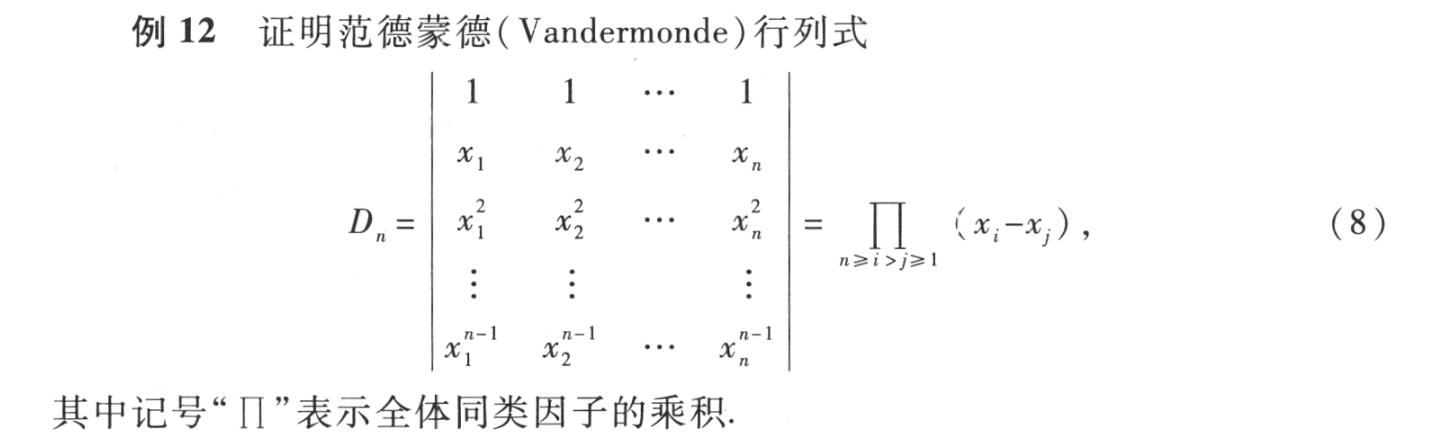 例 12 证明范德蒙德(Vandermonde)行列式
D_n = \begin{vmatrix} 1 & 1 & \cdots & 1 \\ x_1 & x_2 & \cdots & x_n \\ x_1^2 & x_2^2 & \cdots & x_n^2 \\ \vdots & \vdots & & \vdots \\ x_1^{n-1} & x_2^{n-1} & \cdots & x_n^{n-1} \end{vmatrix} = \prod_{n \geqslant i > j \geqslant 1} (x_i - x_j), (8)
其中记号“∏”表示全体同类因子的乘积.